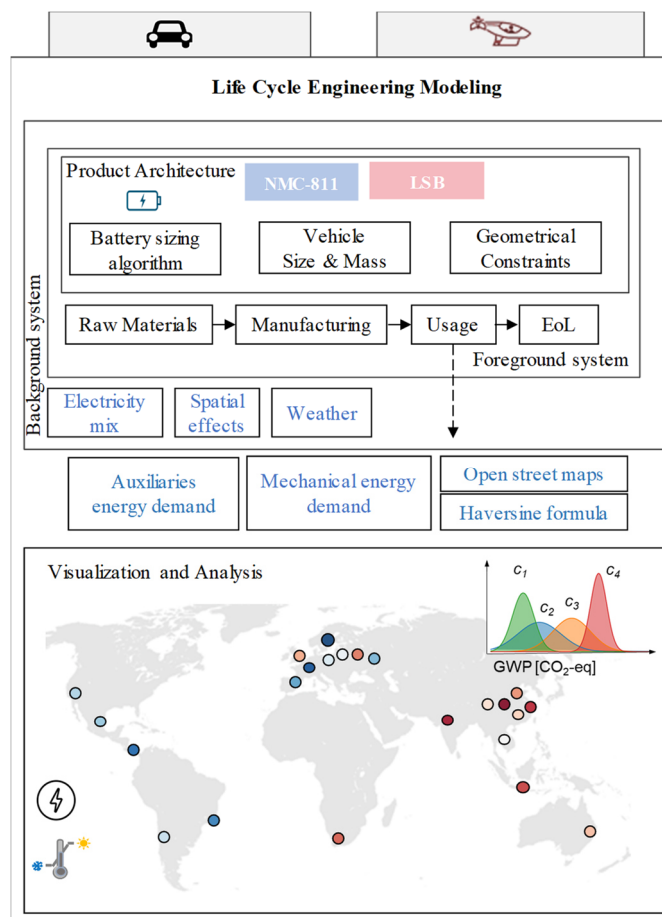 Life Cycle Engineering Modeling
Product Architecture
NMC-811
LSB
Battery sizing
algorithm
Vehicle
Size & Mass
Geometrical
Constraints
Raw Materials
Manufacturing
Usage
EoL
Foreground system
Background system
Electricity
mix
Spatial
effects
Weather
Auxiliaries
energy demand
Mechanical energy
demand
Open street maps
Haversine formula
Visualization and Analysis
C1
C2
C3
C4
GWP [CO2-eq]